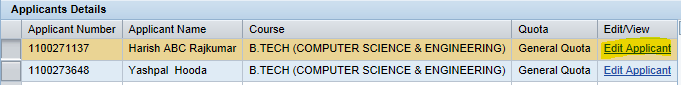 Applicants Details
Applicant Number Applicant Name Course Quota Edit/View
1100271137 Harish ABC Rajkumar B.TECH (COMPUTER SCIENCE & ENGINEERING) General Quota Edit Applicant
1100273648 Yashpal  Hooda B.TECH (COMPUTER SCIENCE & ENGINEERING) General Quota Edit Applicant